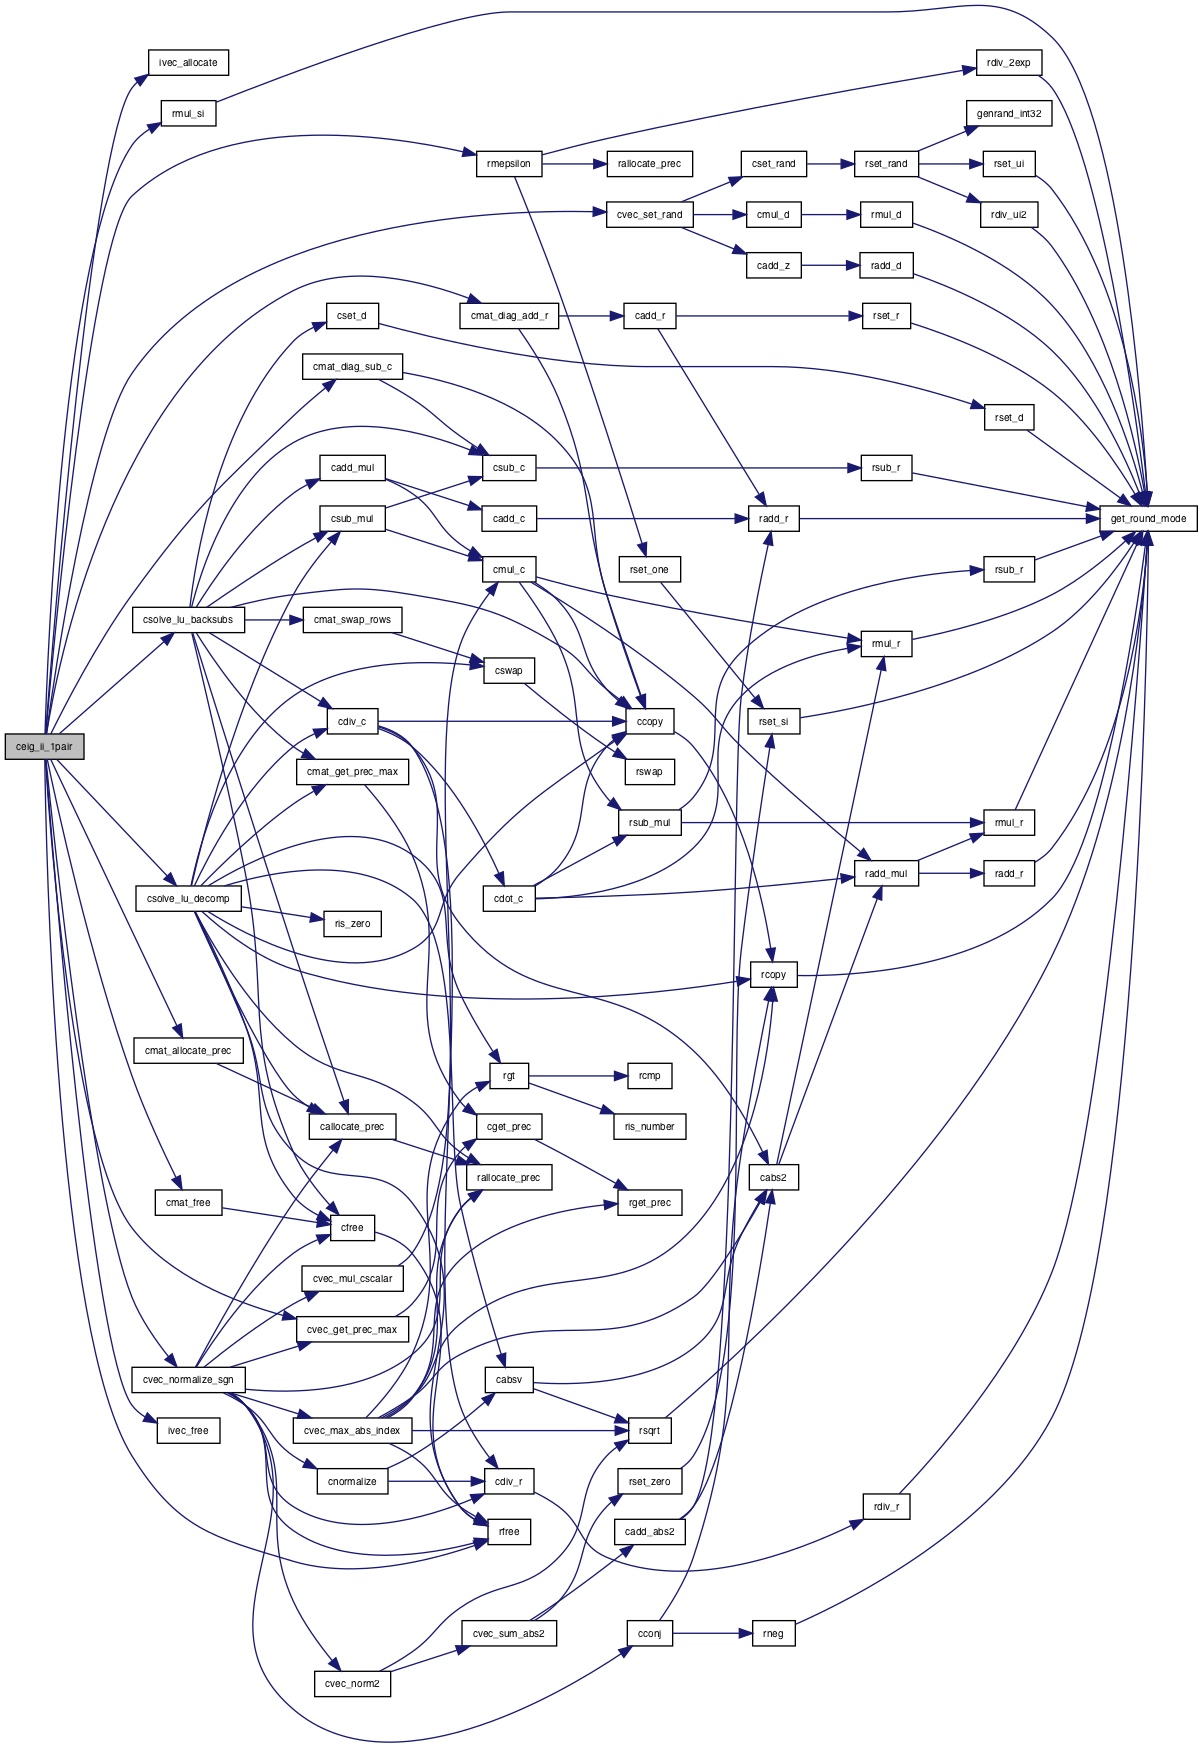 ivec_allocate
rdiv_2exp
rmul_si
genrand_int32
rmepsilon
rallocate_prec
cset_rand
rset_rand
rset_ui
cvec_set_rand
cmul_d
rmul_d
rdiv_ui2
cadd_z
radd_d
cset_d
cmat_diag_add_r
cadd_r
rset_r
cmat_diag_sub_c
rset_d
cadd_mul
csub_c
rsub_r
csub_mul
cadd_c
radd_r
get_round_mode
cmul_c
rset_one
rsub_r
csolve_lu_backsubs
cmat_swap_rows
rmul_r
cswap
cdiv_c
ccopy
rset_si
ceig_ii_1pair
cmat_get_prec_max
rswap
rsub_mul
rmul_r
csolve_lu_decomp
cdot_c
radd_mul
radd_r
ris_zero
rcopy
cmat_allocate_prec
rgt
rcmp
callocate_prec
cget_prec
ris_number
rallocate_prec
cabs2
cmat_free
rget_prec
cfree
cvec_mul_cscalar
cvec_get_prec_max
cvec_normalize_sgn
cabsv
ivec_free
cvec_max_abs_index
rsqrt
cnormalize
cdiv_r
rset_zero
rdiv_r
rfree
cadd_abs2
cvec_sum_abs2
cconj
rneg
cvec_norm2